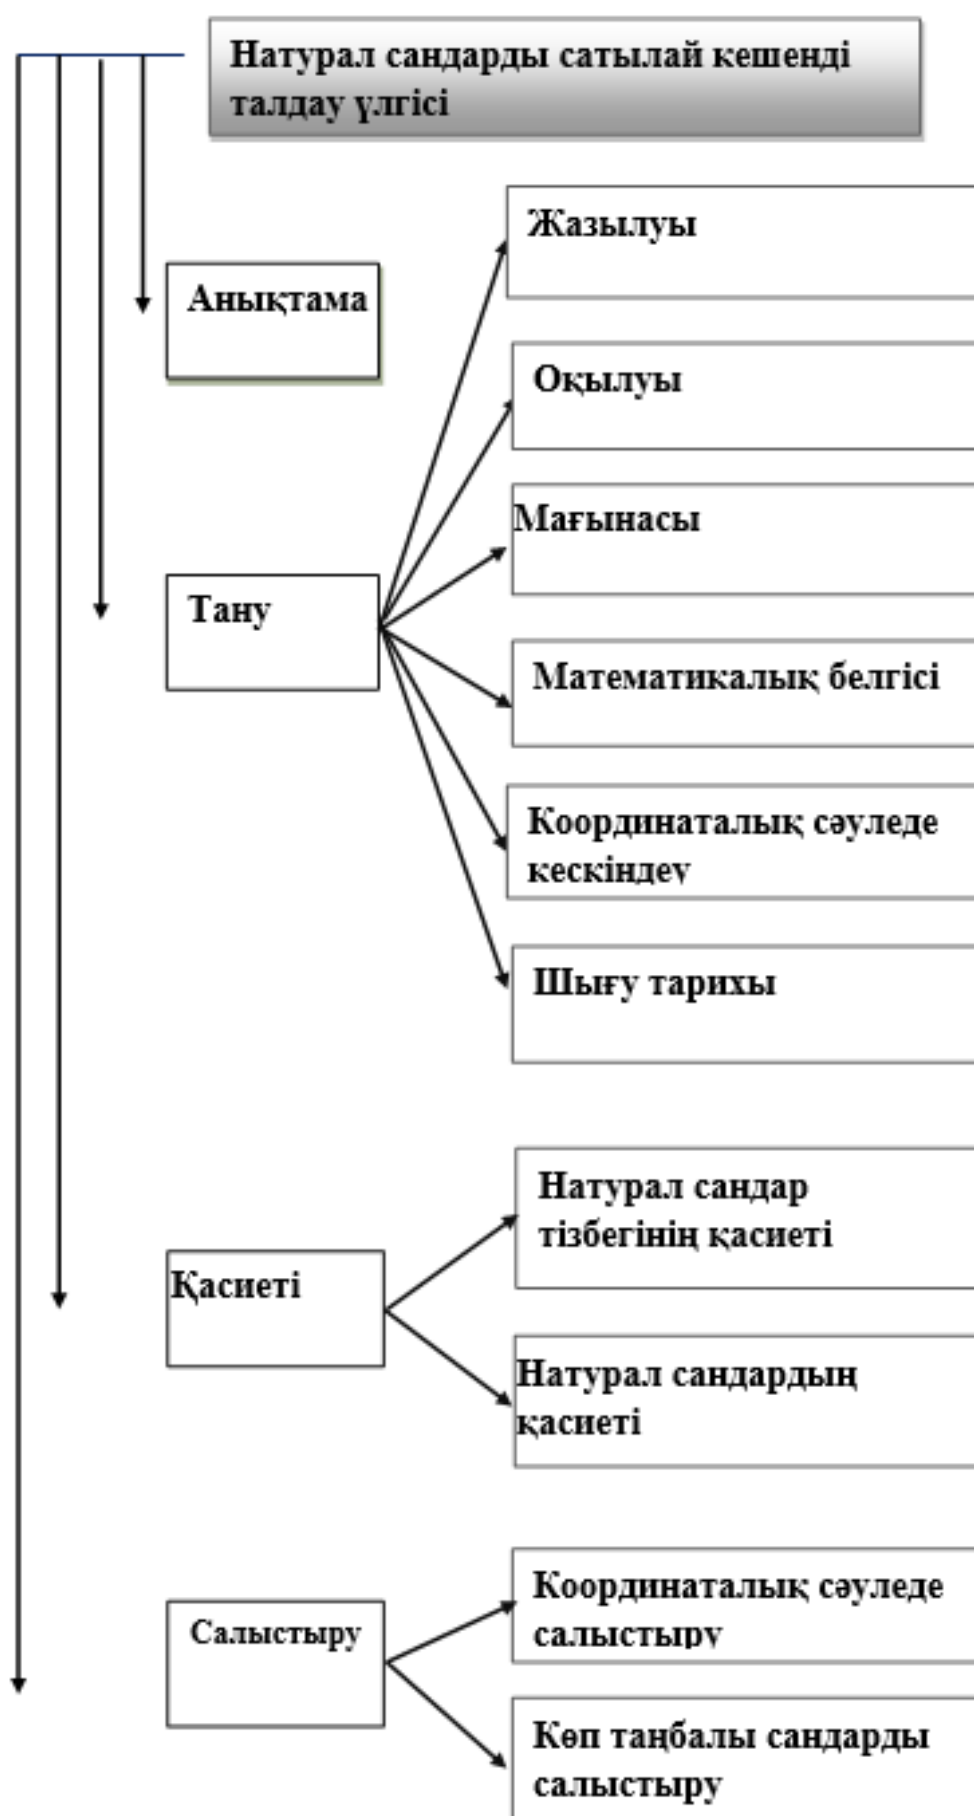 Натурал сандарды сатылай кешенді
талдау үлгісі
Анықтама
Тану
Жазылуы
Оқылуы
Мағынасы
Математикалық белгісі
Координаталық сәуледе
кескіндеу
Шығу тарихы
Қасиеті
Натурал сандар
тізбегінің қасиеті
Натурал сандардың
қасиеті
Салыстыру
Координаталық сәуледе
салыстыру
Көп таңбалы сандарды
салыстыру